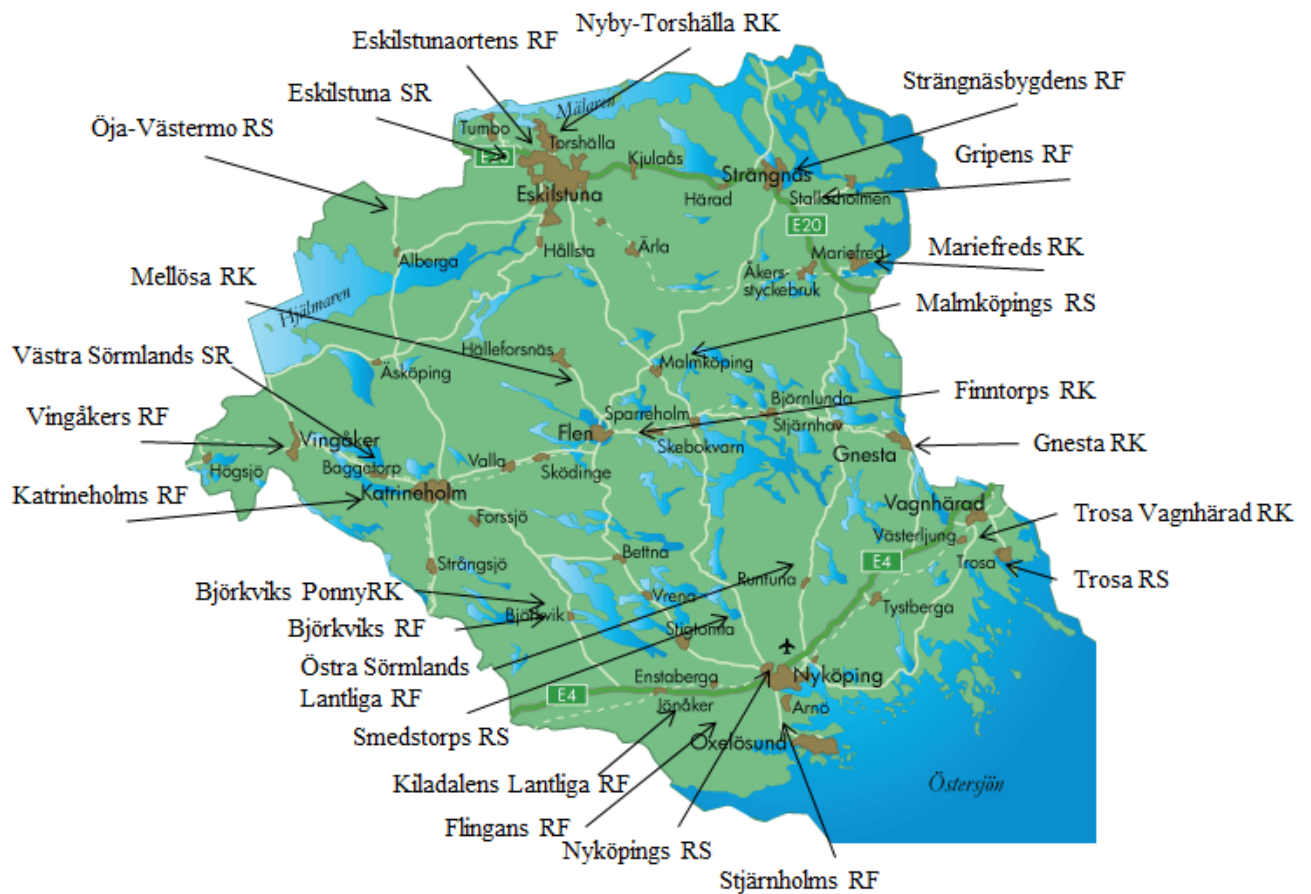 Nyby-Torshälla RK
Eskilstunaortens RF
Strängnäsbygdens RF
Eskilstuna SR
Mälaren
Öja-Västermo RS
Tumbo
Torshälla
Gripens RF
E20
Kjulaås
Strängnäs
Eskilstuna
Härad
Stallarholmen
E20
Hållsta
Ärla
Mariefred
Mariefreds RK
Alberga
Åkers-
styckebruk
Mellösa RK
Hjälmaren
Malmköpings RS
Västra Sörmlands SR
Hälleforsnäs
Malmköping
Äsköping
Finntorps RK
Vingåkers RF
Sparreholm
Björnlunda
Vingåker
Flen
Stjärnhov
Gnesta RK
Skebokvarn
Gnesta
Högsjö
Baggetorp
Valla
Sködinge
Katrineholms RF
Katrineholm
Vagnhärad
Trosa Vagnhärad RK
Forssjö
Västerljung
Bettna
E4
Trosa
Strångsjö
Runtuna
Trosa RS
Björkviks PonnyRK
Vrena
Tystberga
Björkvik
Björkviks RF
Stigtomta
Östra Sörmlands
Lantliga RF
Enstaberga
Nyköping
E4
Jönåker
Arnö
Smedstorps RS
Oxelösund
Kiladalens Lantliga RF
Östersjön
Flingans RF
Nyköpings RS
Stjärnholms RF